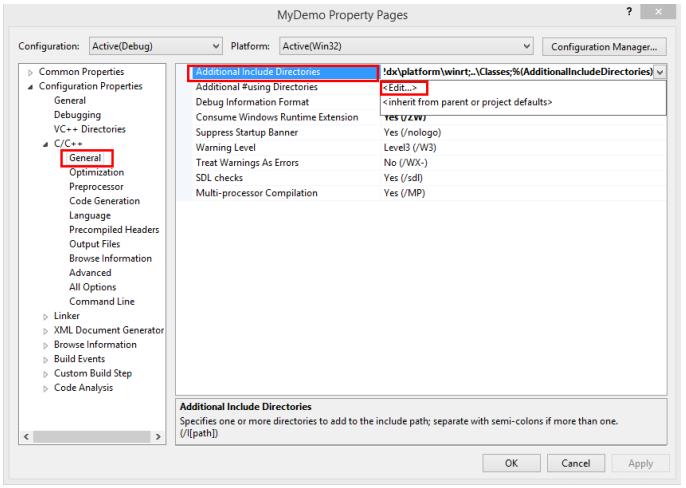 MyDemo Property Pages
?
Configuration: Active(Debug) Platform: Active(Win32) Configuration Manager...
Common Properties
Configuration Properties
General
Debugging
VC++ Directories
C/C++
General
Optimization
Preprocessor
Code Generation
Language
Precompiled Headers
Output Files
Browse Information
Advanced
All Options
Command Line
Linker
XML Document Generator
Browse Information
Build Events
Custom Build Step
Code Analysis
Additional Include Directories !dx\platform\winrt;..\Classes;%(AdditionalIncludeDirectories)
Additional #using Directories <Edit...>
Debug Information Format <inherit from parent or project defaults>
Consume Windows Runtime Extension Yes (/ZW)
Suppress Startup Banner Yes (/nologo)
Warning Level Level3 (/W3)
Treat Warnings As Errors No (/WX-)
SDL checks Yes (/sdl)
Multi-processor Compilation Yes (/MP)
Additional Include Directories
Specifies one or more directories to add to the include path; separate with semi-colons if more than one.
(/I[path])
OK Cancel Apply